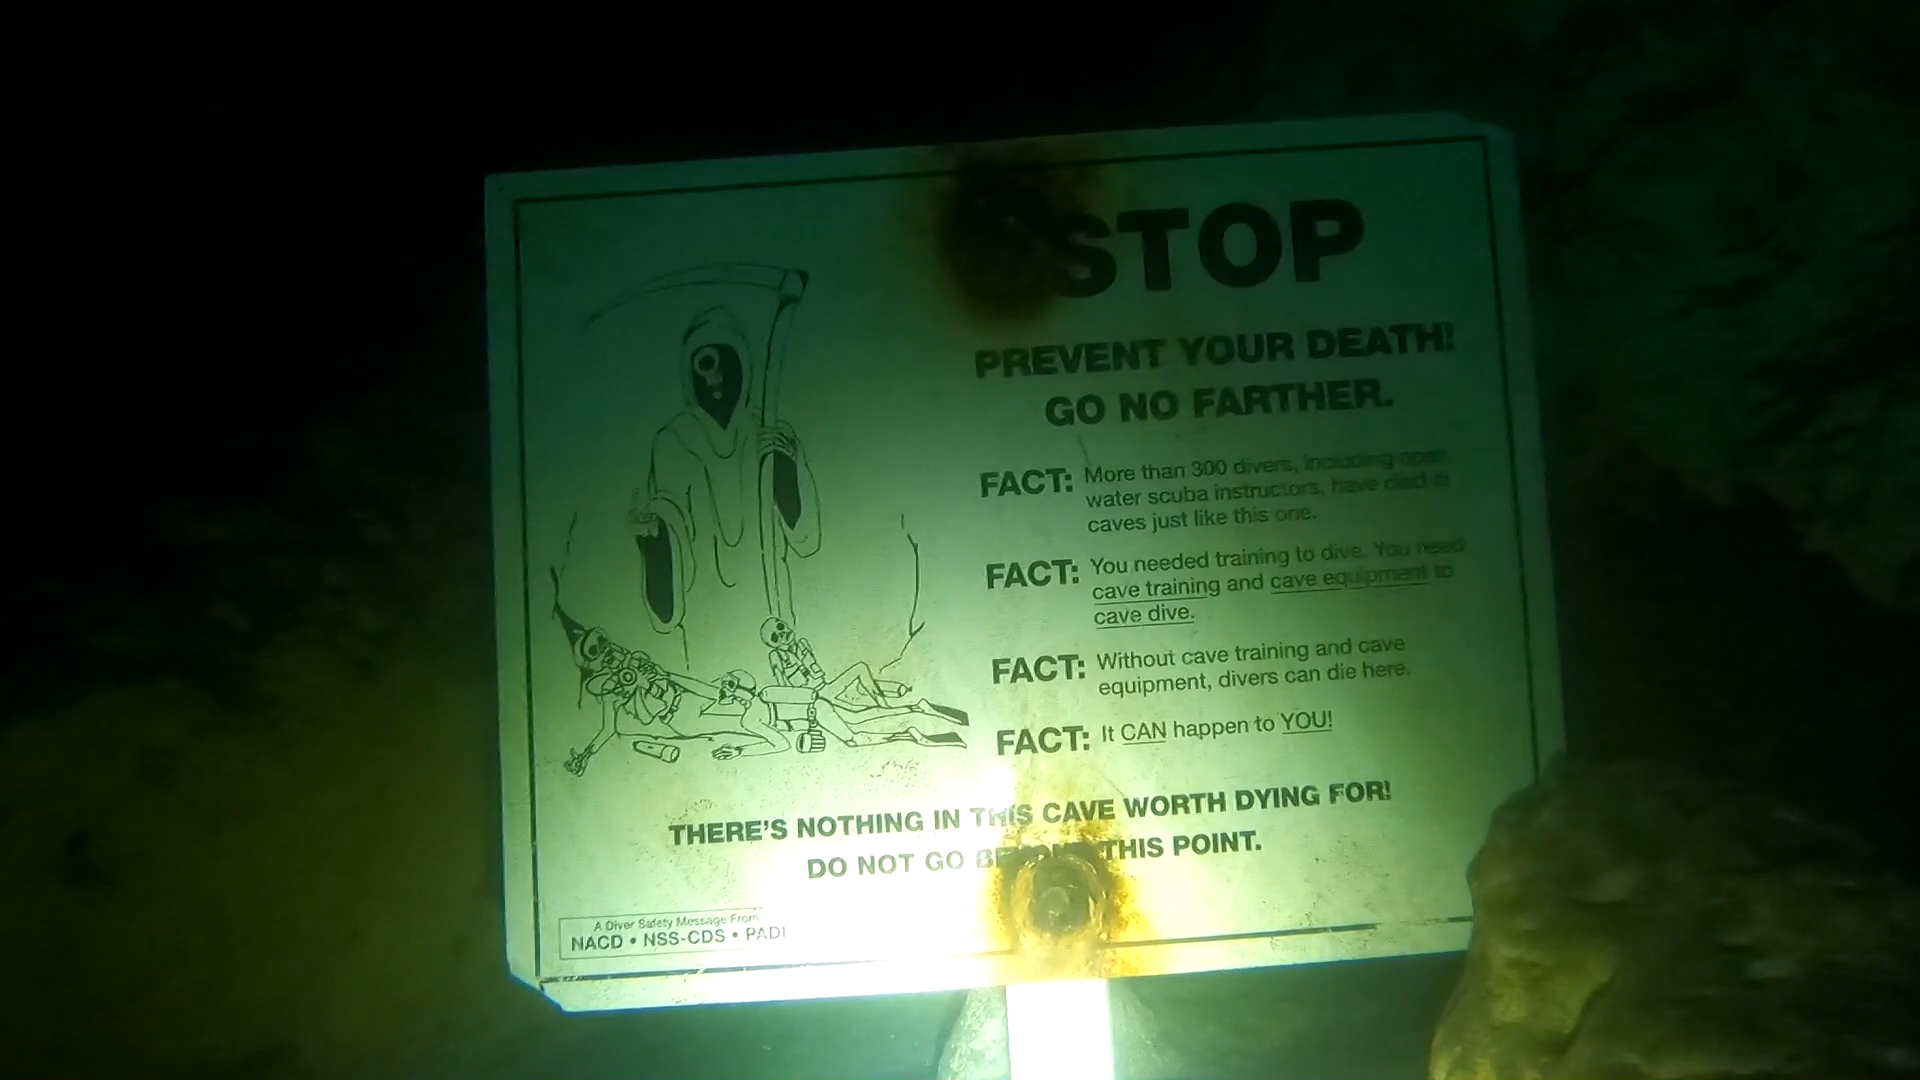 STOP
PREVENT YOUR DEATH!
GO NO FARTHER.
FACT: More than 300 divers, including open
water scuba instructors, have died in
caves just like this one.
FACT: You needed training to dive. You need
cave training and cave equipment to
cave dive.
FACT: Without cave training and cave
equipment, divers can die here.
FACT: It CAN happen to YOU!
THERE'S NOTHING IN THIS CAVE WORTH DYING FOR!
DO NOT GO BEYOND THIS POINT.
A Diver Safety Message From
NACD • NSS-CDS • PADI